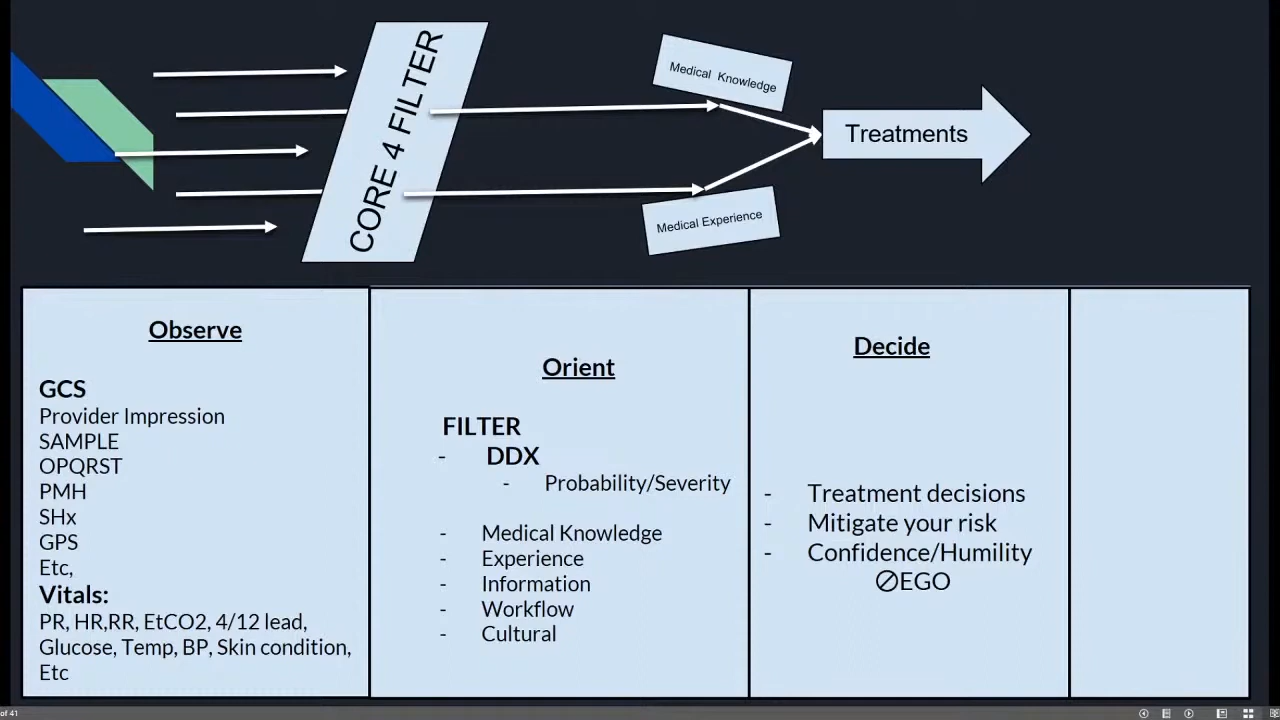 CORE 4 FILTER
Medical Knowledge
Treatments
Medical Experience
Observe
GCS
Provider Impression
SAMPLE
OPQRST
PMH
SHx
GPS
Etc,
Vitals:
PR, HR,RR, EtCO2, 4/12 lead,
Glucose, Temp, BP, Skin condition,
Etc
Orient
FILTER
- DDX
- Probability/Severity
- Medical Knowledge
- Experience
- Information
- Workflow
- Cultural
Decide
- Treatment decisions
- Mitigate your risk
- Confidence/Humility
⊘EGO
of 41